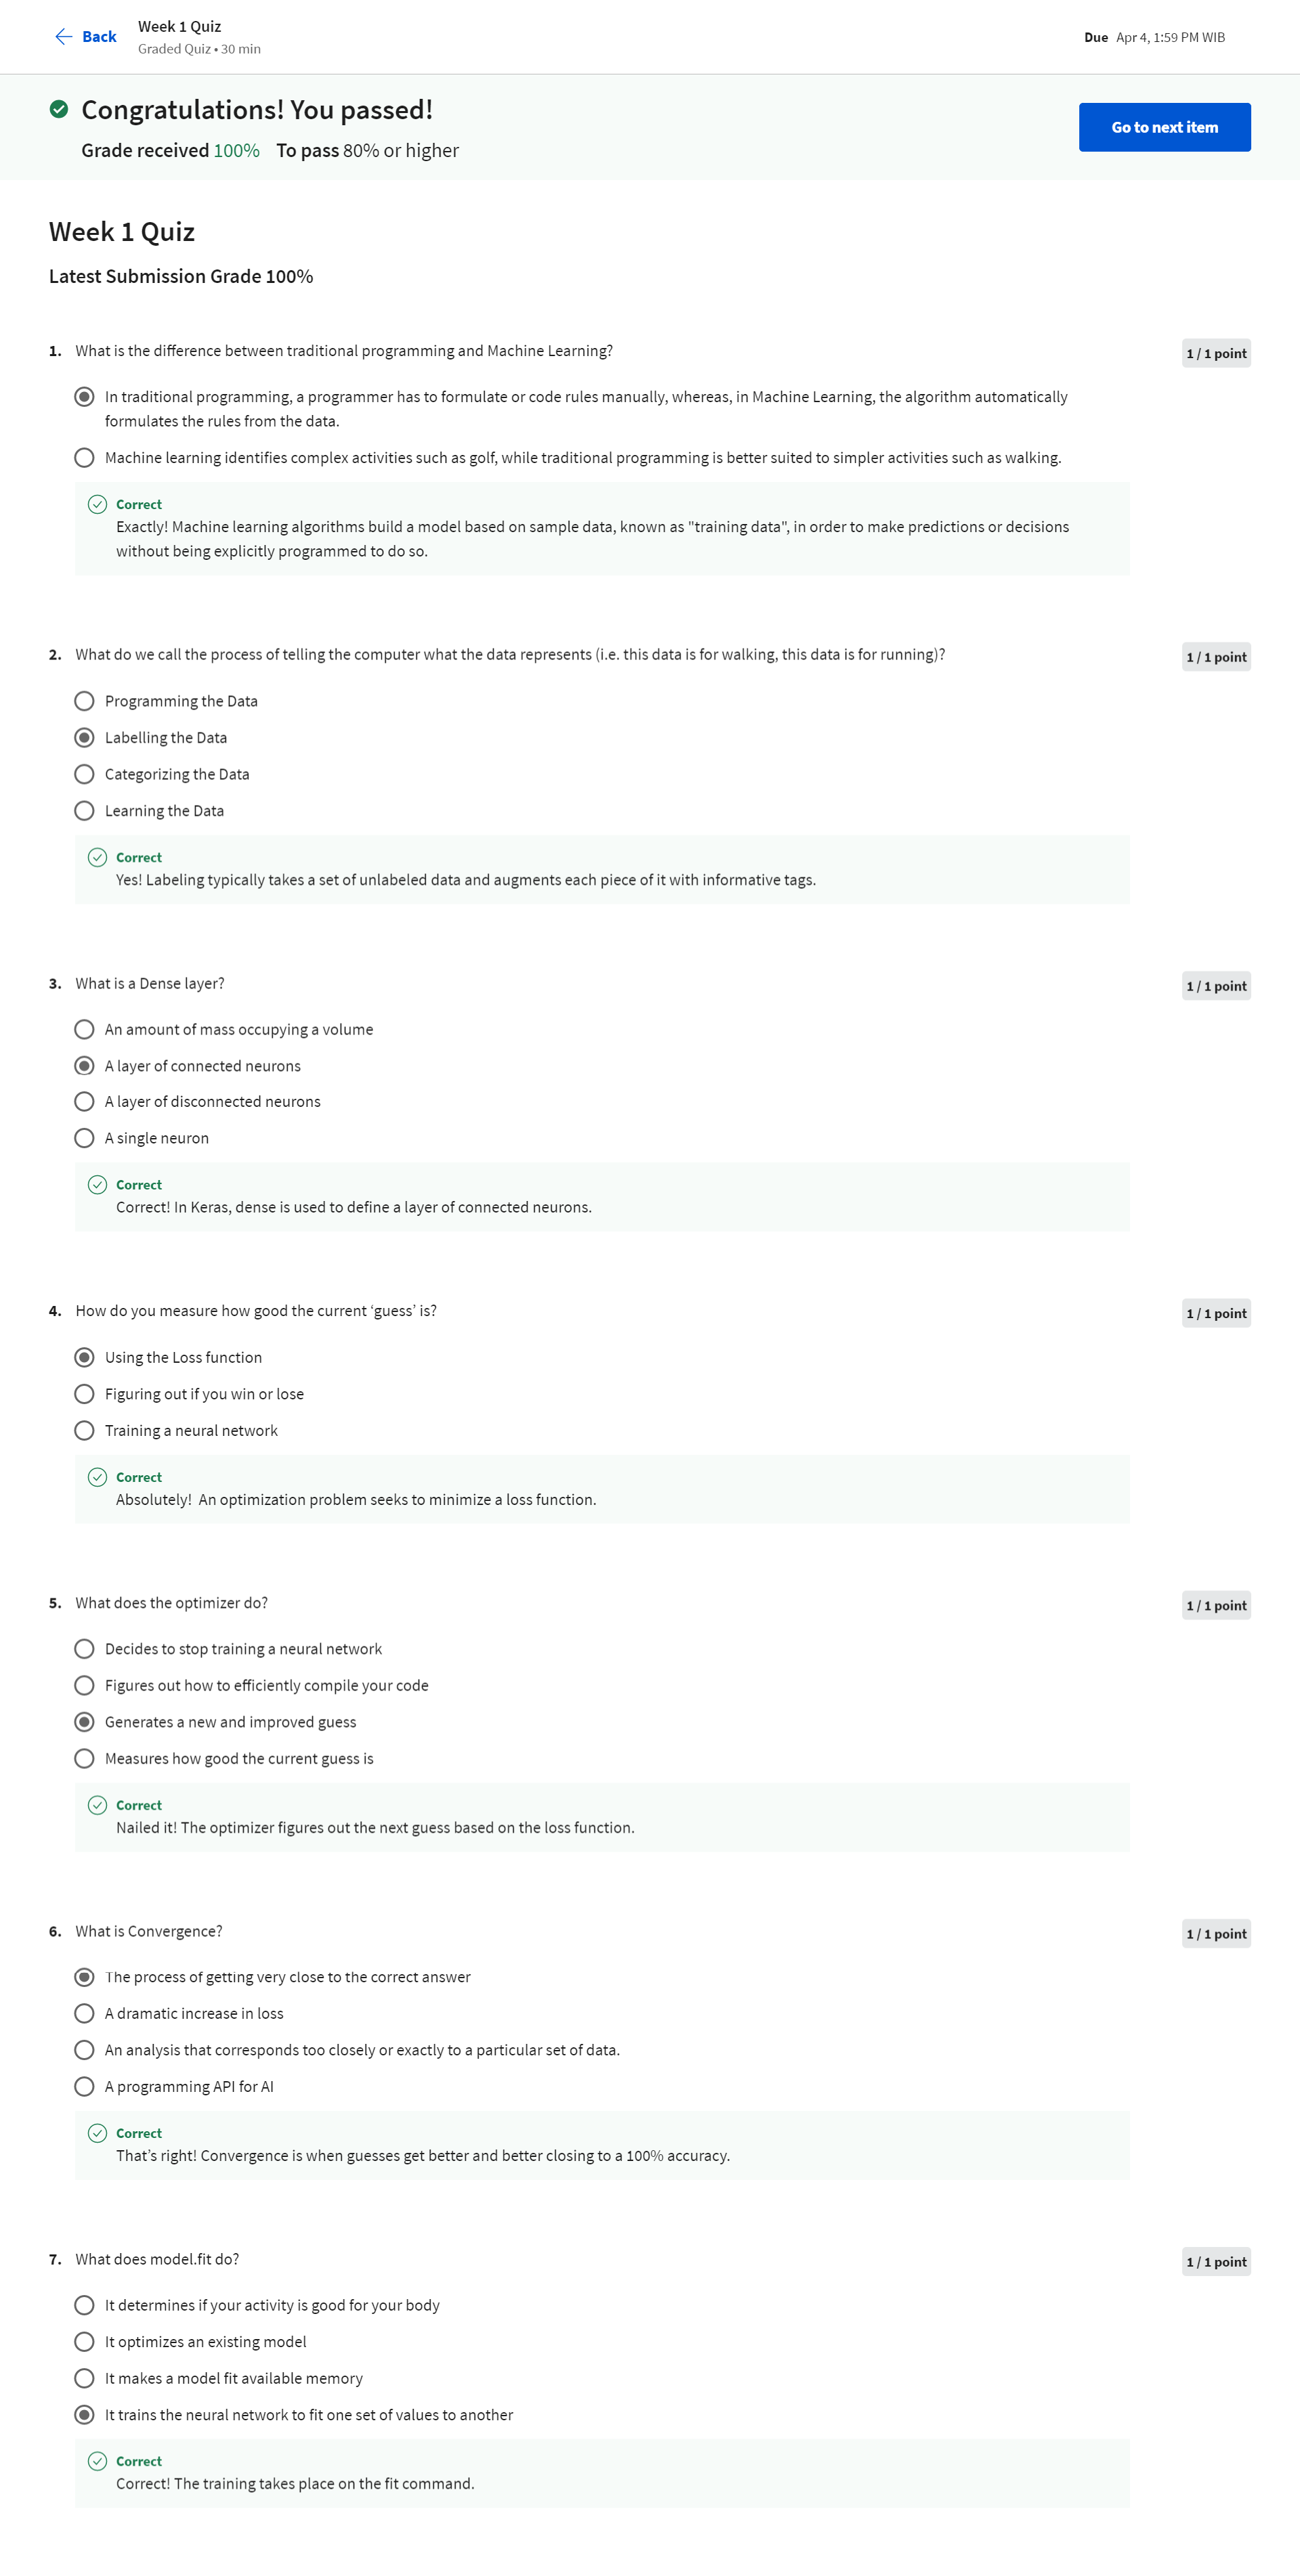 Back
Week 1 Quiz
Graded Quiz • 30 min
Due Apr 4, 1:59 PM WIB
Congratulations! You passed!
Grade received 100% To pass 80% or higher
Go to next item
Week 1 Quiz
Latest Submission Grade 100%
1. What is the difference between traditional programming and Machine Learning?
1 / 1 point
In traditional programming, a programmer has to formulate or code rules manually, whereas, in Machine Learning, the algorithm automatically
formulates the rules from the data.
Machine learning identifies complex activities such as golf, while traditional programming is better suited to simpler activities such as walking.
Correct
Exactly! Machine learning algorithms build a model based on sample data, known as "training data", in order to make predictions or decisions
without being explicitly programmed to do so.
2. What do we call the process of telling the computer what the data represents (i.e. this data is for walking, this data is for running)?
1 / 1 point
Programming the Data
Labelling the Data
Categorizing the Data
Learning the Data
Correct
Yes! Labeling typically takes a set of unlabeled data and augments each piece of it with informative tags.
3. What is a Dense layer?
1 / 1 point
An amount of mass occupying a volume
A layer of connected neurons
A layer of disconnected neurons
A single neuron
Correct
Correct! In Keras, dense is used to define a layer of connected neurons.
4. How do you measure how good the current ‘guess’ is?
1 / 1 point
Using the Loss function
Figuring out if you win or lose
Training a neural network
Correct
Absolutely!  An optimization problem seeks to minimize a loss function.
5. What does the optimizer do?
1 / 1 point
Decides to stop training a neural network
Figures out how to efficiently compile your code
Generates a new and improved guess
Measures how good the current guess is
Correct
Nailed it! The optimizer figures out the next guess based on the loss function.
6. What is Convergence?
1 / 1 point
The process of getting very close to the correct answer
A dramatic increase in loss
An analysis that corresponds too closely or exactly to a particular set of data.
A programming API for AI
Correct
That’s right! Convergence is when guesses get better and better closing to a 100% accuracy.
7. What does model.fit do?
1 / 1 point
It determines if your activity is good for your body
It optimizes an existing model
It makes a model fit available memory
It trains the neural network to fit one set of values to another
Correct
Correct! The training takes place on the fit command.